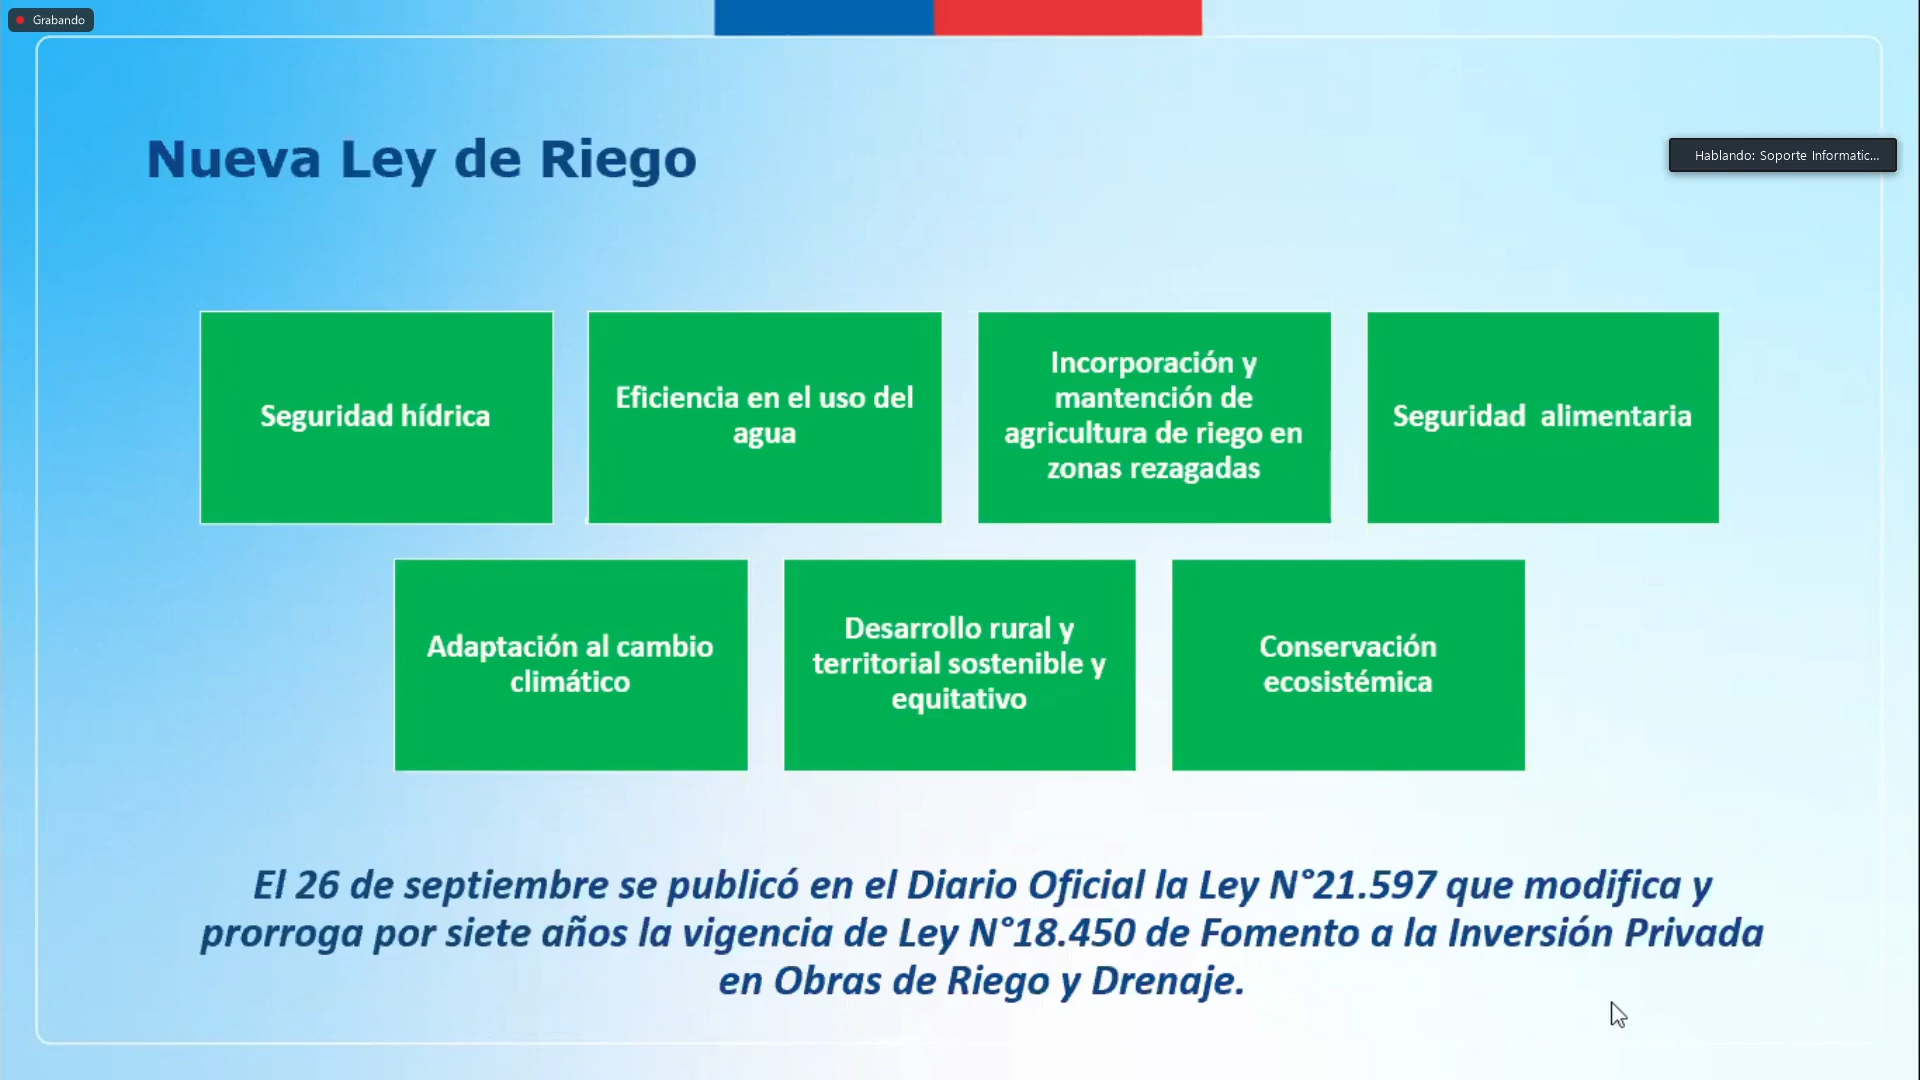 Grabando
Nueva Ley de Riego
Hablando: Soporte Informatic...
Seguridad hídrica
Eficiencia en el uso del
agua
Incorporación y
mantención de
agricultura de riego en
zonas rezagadas
Seguridad  alimentaria
Adaptación al cambio
climático
Desarrollo rural y
territorial sostenible y
equitativo
Conservación
ecosistémica
El 26 de septiembre se publicó en el Diario Oficial la Ley N°21.597 que modifica y
prorroga por siete años la vigencia de Ley N°18.450 de Fomento a la Inversión Privada
en Obras de Riego y Drenaje.